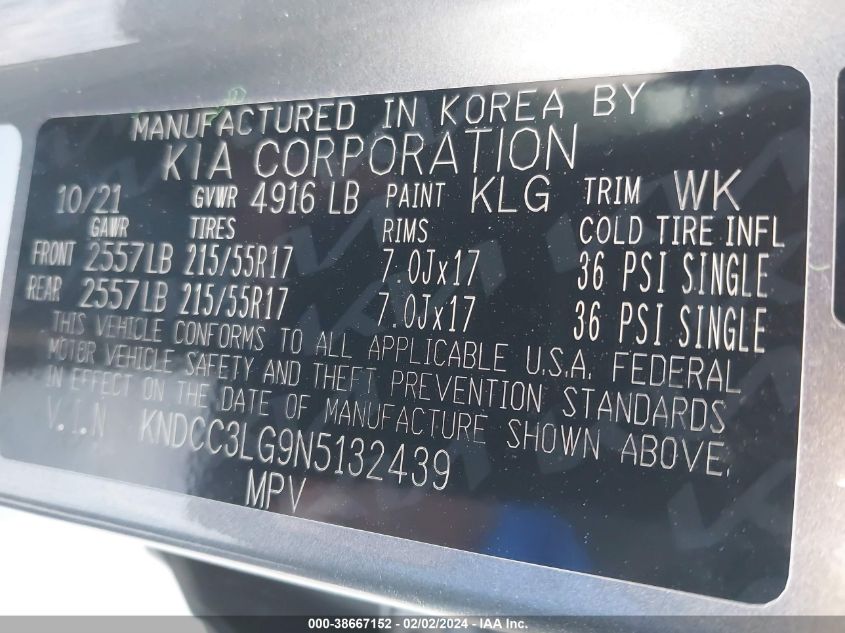 MANUFACTURED IN KOREA BY
KIA CORPORATION
10/21 GVWR 4916 LB PAINT KLG TRIM WK
GAWR TIRES RIMS COLD TIRE INFL
FRONT 2557LB 215/55R17 7.0Jx17 36 PSI SINGLE
REAR 2557LB 215/55R17 7.0Jx17 36 PSI SINGLE
THIS VEHICLE CONFORMS TO ALL APPLICABLE U.S.A. FEDERAL
MOTOR VEHICLE SAFETY AND THEFT PREVENTION STANDARDS
IN EFFECT ON THE DATE OF MANUFACTURE SHOWN ABOVE.
V.I.N KNDCC3LG9N5132439
MPV
000-38667152 - 02/02/2024 - IAA Inc.